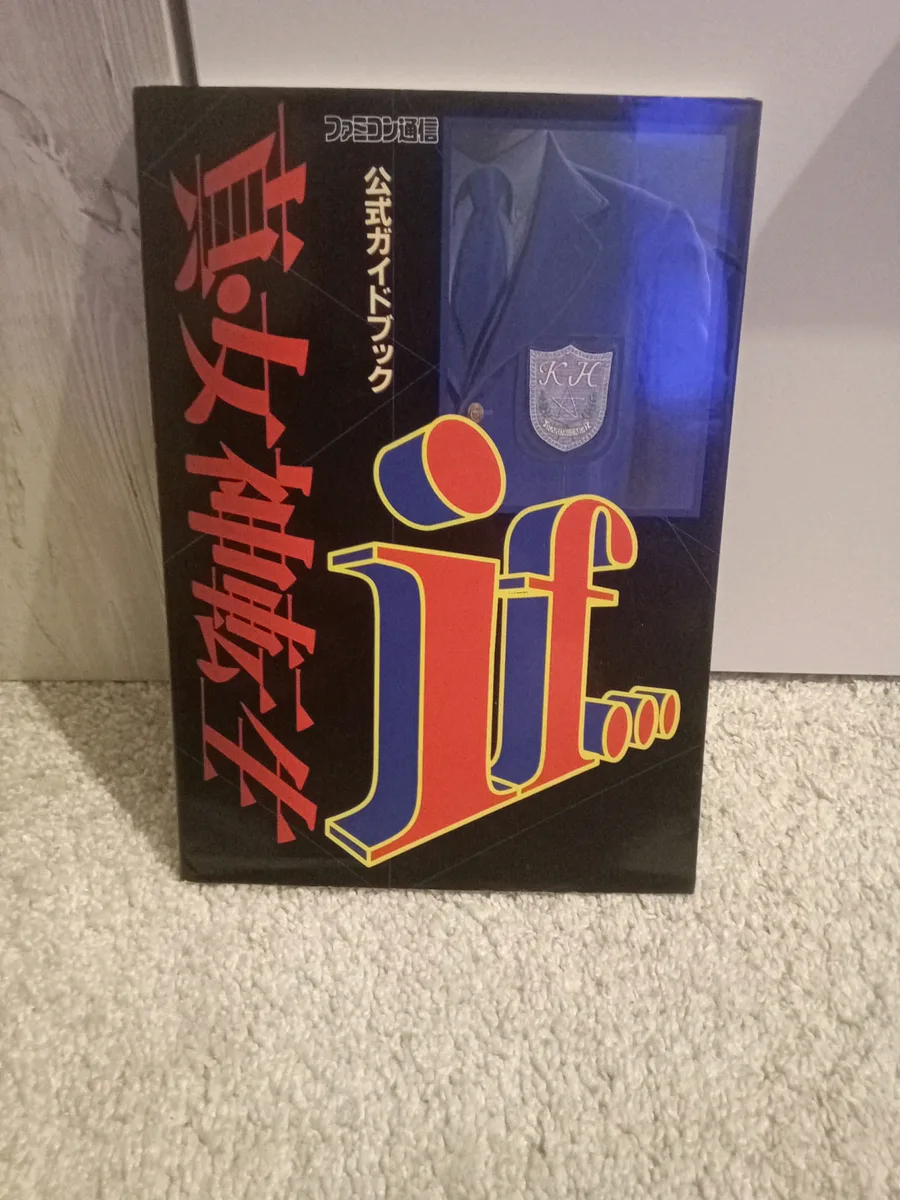 ファミコン通信
公式ガイドブック
真・女神転生
if...
KH